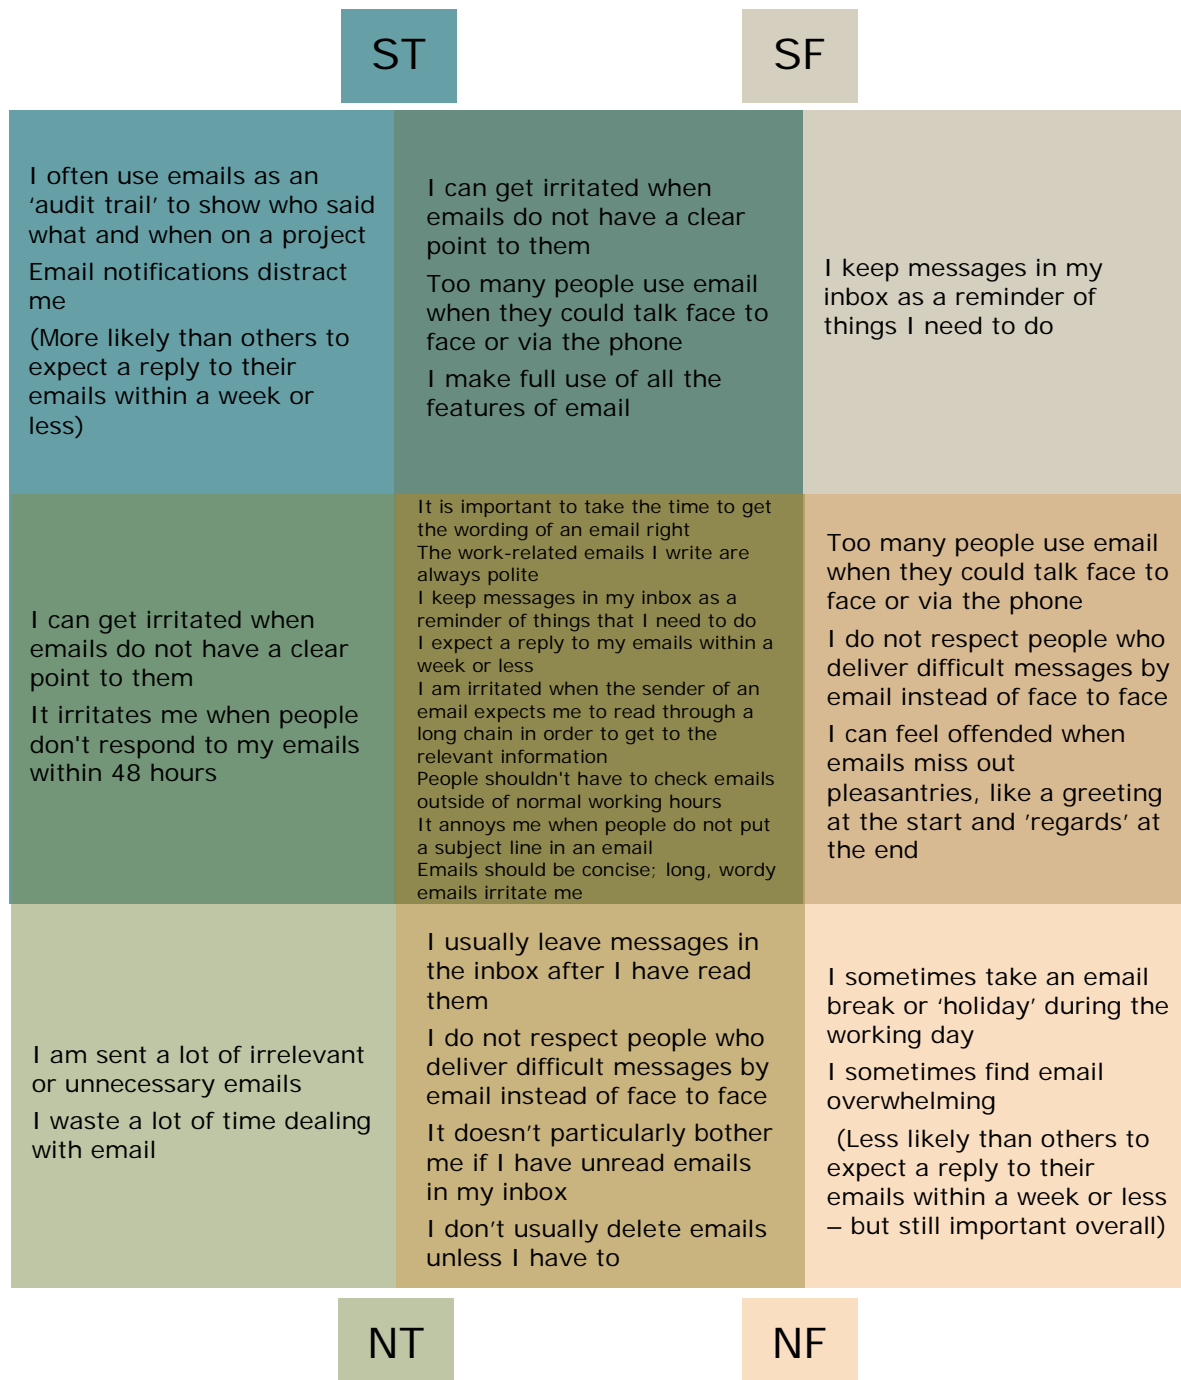 ST
SF
I often use emails as an
‘audit trail’ to show who said
what and when on a project
Email notifications distract
me
(More likely than others to
expect a reply to their
emails within a week or
less)
I can get irritated when
emails do not have a clear
point to them
Too many people use email
when they could talk face to
face or via the phone
I make full use of all the
features of email
I keep messages in my
inbox as a reminder of
things I need to do
I can get irritated when
emails do not have a clear
point to them
It irritates me when people
don't respond to my emails
within 48 hours
It is important to take the time to get
the wording of an email right
The work-related emails I write are
always polite
I keep messages in my inbox as a
reminder of things that I need to do
I expect a reply to my emails within a
week or less
I am irritated when the sender of an
email expects me to read through a
long chain in order to get to the
relevant information
People shouldn't have to check emails
outside of normal working hours
It annoys me when people do not put
a subject line in an email
Emails should be concise; long, wordy
emails irritate me
Too many people use email
when they could talk face to
face or via the phone
I do not respect people who
deliver difficult messages by
email instead of face to face
I can feel offended when
emails miss out
pleasantries, like a greeting
at the start and 'regards' at
the end
I am sent a lot of irrelevant
or unnecessary emails
I waste a lot of time dealing
with email
I usually leave messages in
the inbox after I have read
them
I do not respect people who
deliver difficult messages by
email instead of face to face
It doesn’t particularly bother
me if I have unread emails
in my inbox
I don’t usually delete emails
unless I have to
I sometimes take an email
break or ‘holiday’ during the
working day
I sometimes find email
overwhelming
(Less likely than others to
expect a reply to their
emails within a week or less
– but still important overall)
NT
NF